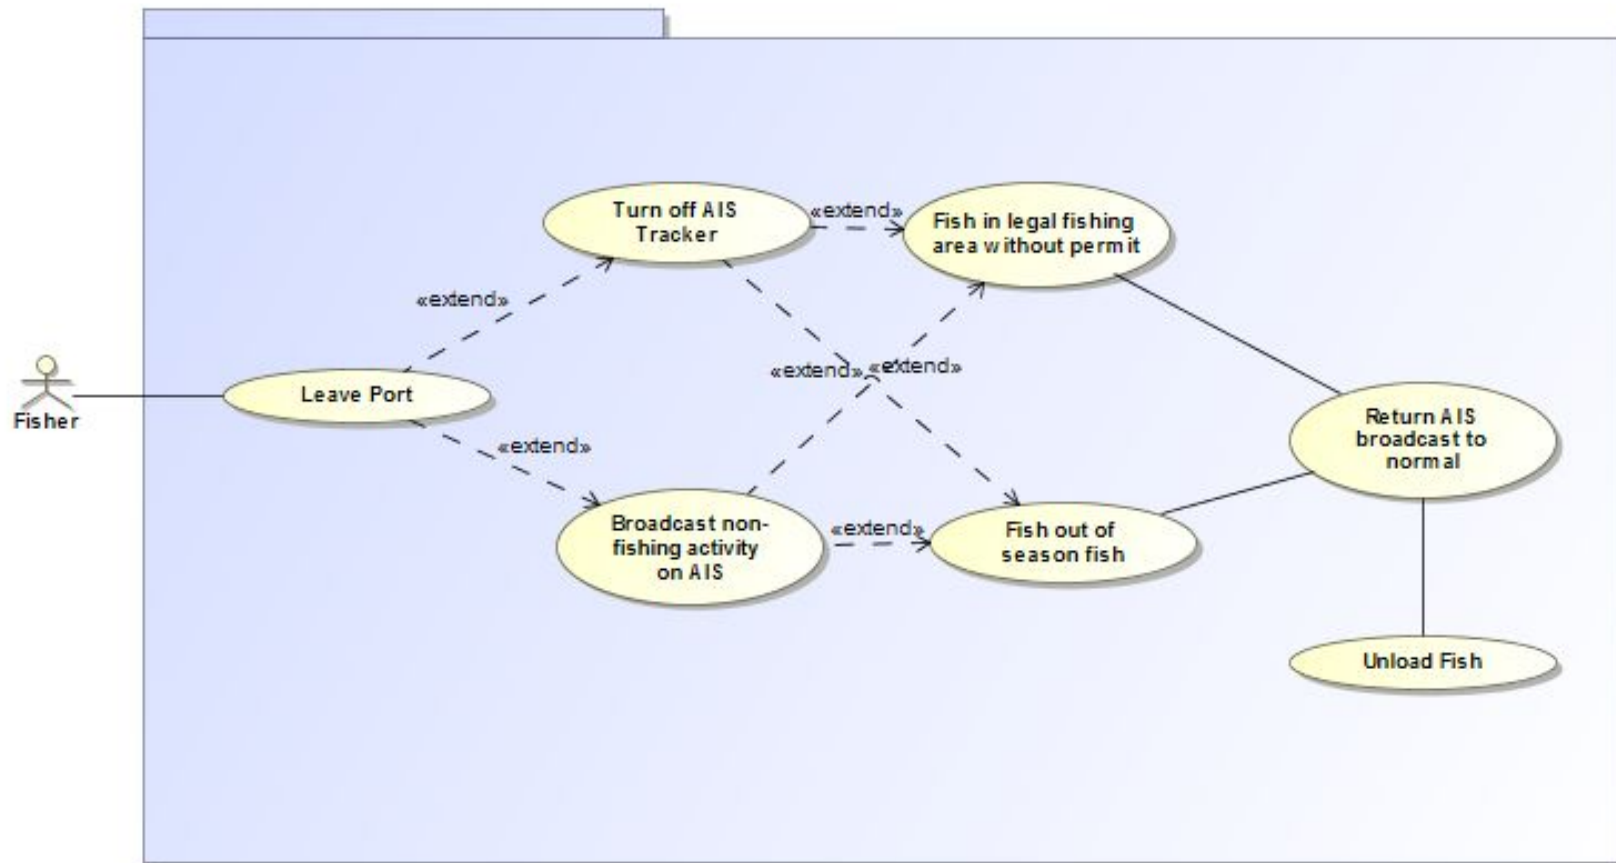 Turn off AIS
Tracker
«extend»
Fish in legal fishing
area without permit
«extend»
«extend»
«extend»
Fisher
Leave Port
Return AIS
broadcast to
normal
«extend»
Broadcast non-
fishing activity
on AIS
«extend»
Fish out of
season fish
Unload Fish